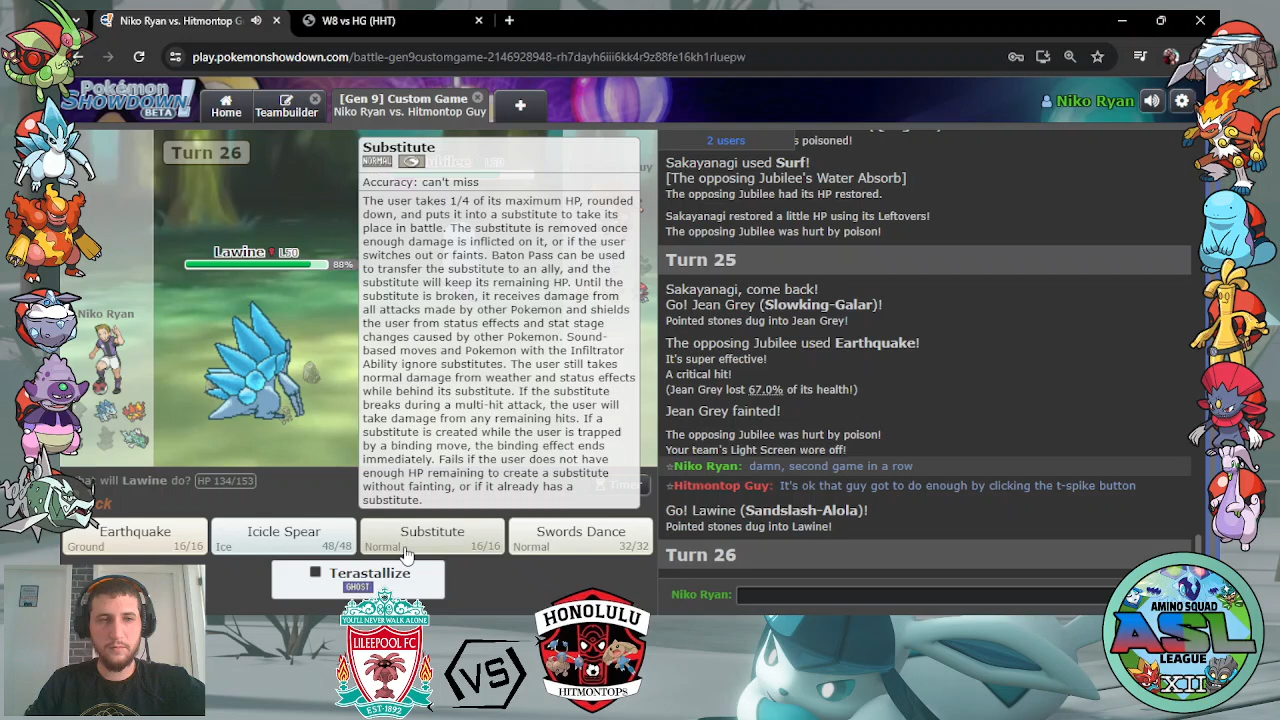 Niko Ryan vs. Hitmontop G
W8 vs HG (HHT)
play.pokemonshowdown.com/battle-gen9customgame-2146928948-rh7dayh6iii6kk4r9z88fe16kh1rluepw
Pokémon
SHOWDOWN!
BETA
Home
Teambuilder
[Gen 9] Custom Game
Niko Ryan vs. Hitmontop Guy
Niko Ryan
Turn 26
Lawine L50
88%
Niko Ryan
Substitute
NORMAL
Accuracy: can't miss
The user takes 1/4 of its maximum HP, rounded
down, and puts it into a substitute to take its
place in battle. The substitute is removed once
enough damage is inflicted on it, or if the user
switches out or faints. Baton Pass can be used
to transfer the substitute to an ally, and the
substitute will keep its remaining HP. Until the
substitute is broken, it receives damage from
all attacks made by other Pokemon and shields
the user from status effects and stat stage
changes caused by other Pokemon. Sound-
based moves and Pokemon with the Infiltrator
Ability ignore substitutes. The user still takes
normal damage from weather and status effects
while behind its substitute. If the substitute
breaks during a multi-hit attack, the user will
take damage from any remaining hits. If a
substitute is created while the user is trapped
by a binding move, the binding effect ends
immediately. Fails if the user does not have
enough HP remaining to create a substitute
without fainting, or if it already has a
substitute.
will Lawine do? HP 134/153
Timer
Earthquake
Ground 16/16
Icicle Spear
Ice 48/48
Substitute
Normal 16/16
Swords Dance
Normal 32/32
Terastallize
GHOST
2 users
s poisoned!
Sakayanagi used Surf!
[The opposing Jubilee's Water Absorb]
The opposing Jubilee had its HP restored.
Sakayanagi restored a little HP using its Leftovers!
The opposing Jubilee was hurt by poison!
Turn 25
Sakayanagi, come back!
Go! Jean Grey (Slowking-Galar)!
Pointed stones dug into Jean Grey!
The opposing Jubilee used Earthquake!
It's super effective!
A critical hit!
(Jean Grey lost 67.0% of its health!)
Jean Grey fainted!
The opposing Jubilee was hurt by poison!
Your team's Light Screen wore off!
☆Niko Ryan: damn, second game in a row
☆Hitmontop Guy: It's ok that guy got to do enough by clicking the t-spike button
Go! Lawine (Sandslash-Alola)!
Pointed stones dug into Lawine!
Turn 26
Niko Ryan:
YOU'LL NEVER WALK ALONE
LILEEPOOL FC
EST·1892
VS
HONOLULU
HITMONTOPS
AMINO SQUAD
ASL
LEAGUE
XII